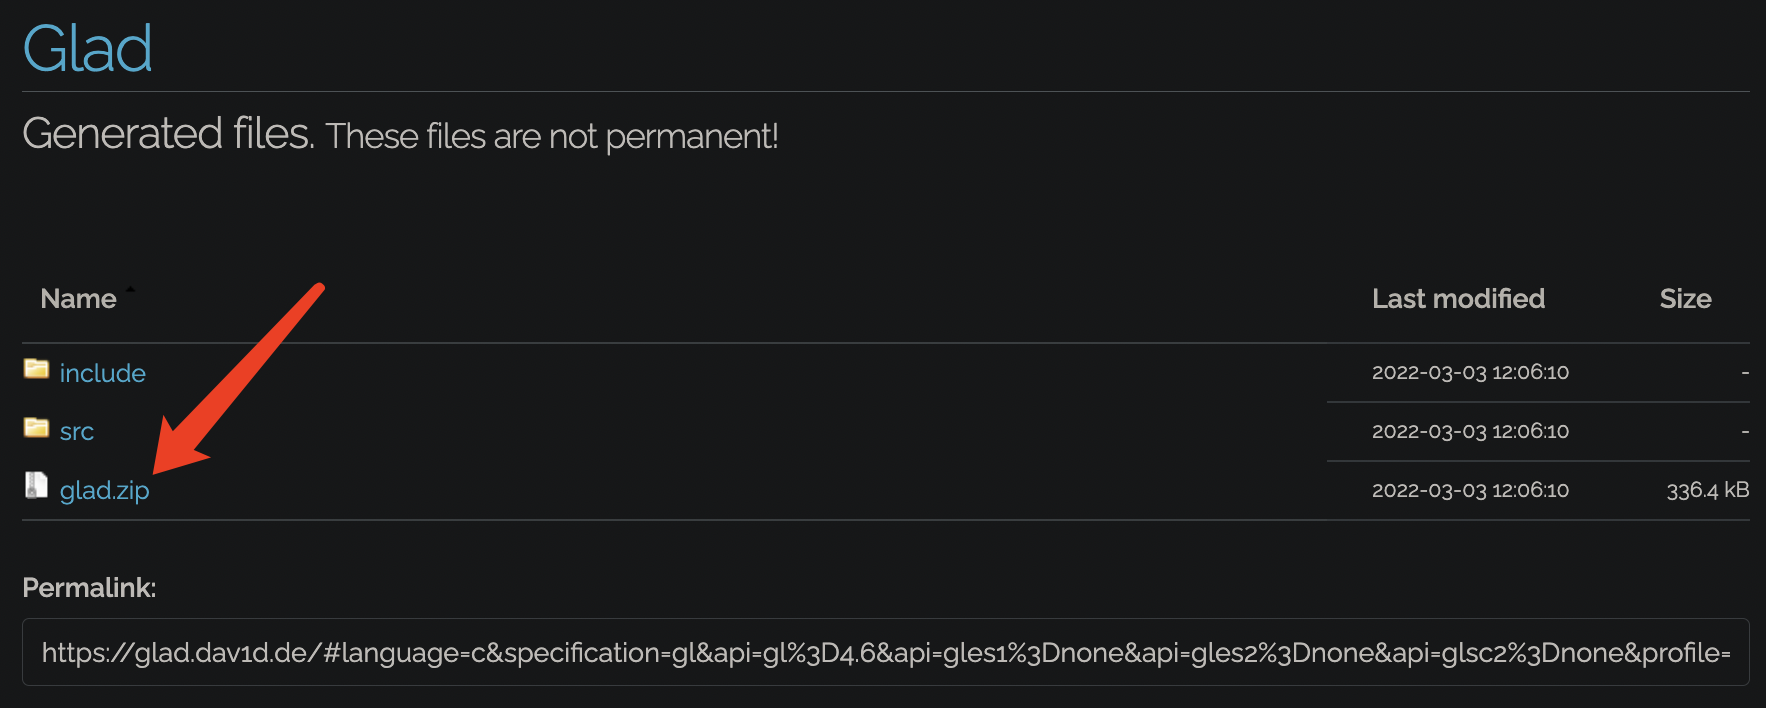 Glad
Generated files. These files are not permanent!
Name Last modified Size
include 2022-03-03 12:06:10 -
src 2022-03-03 12:06:10 -
glad.zip 2022-03-03 12:06:10 336.4 kB
Permalink:
https://glad.dav1d.de/#language=c&specification=gl&api=gl%3D4.6&api=gles1%3Dnone&api=gles2%3Dnone&api=glsc2%3Dnone&profile=